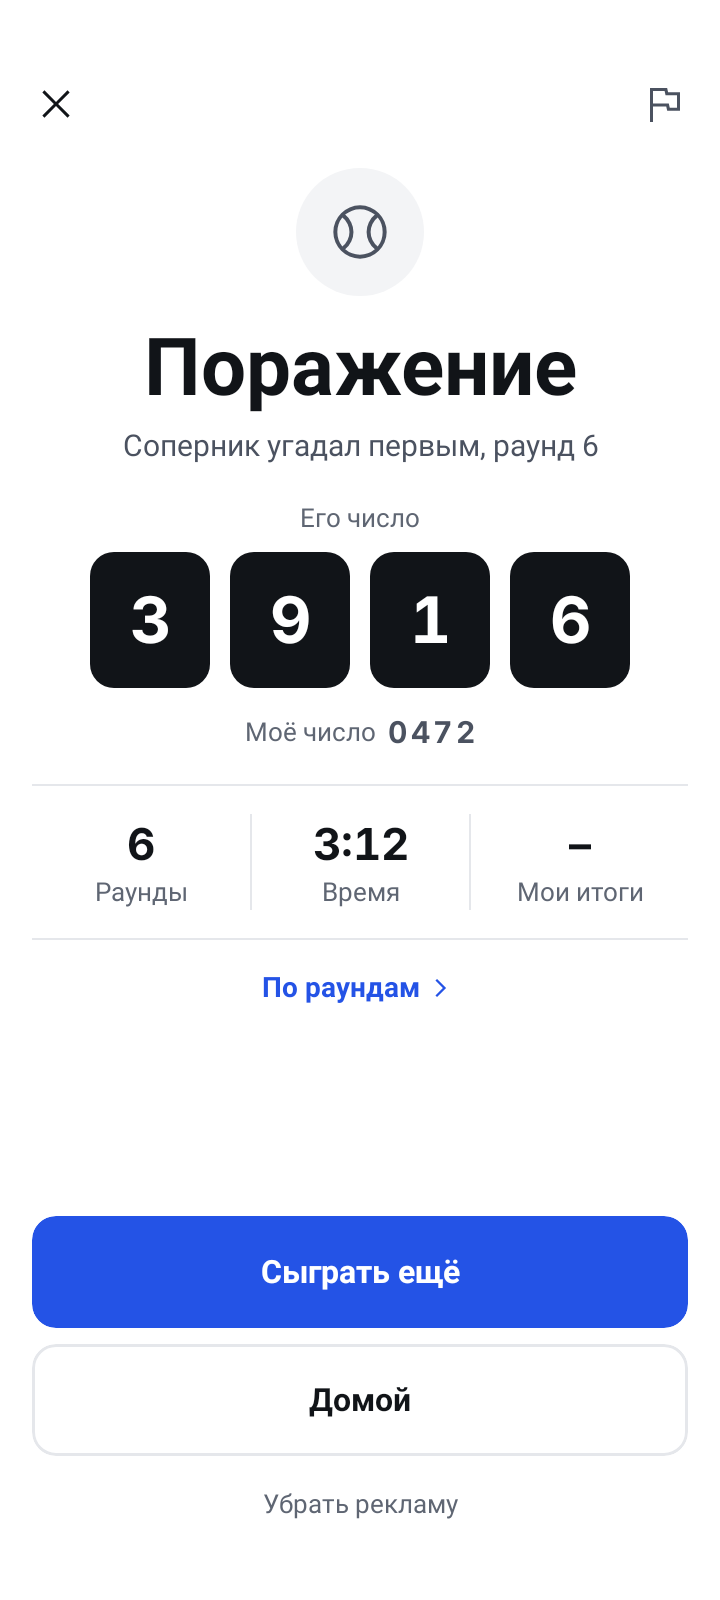 Поражение
Соперник угадал первым, раунд 6
Его число
3 9 1 6
Моё число 0472
6 3:12 –
Раунды Время Мои итоги
По раундам
Сыграть ещё
Домой
Убрать рекламу